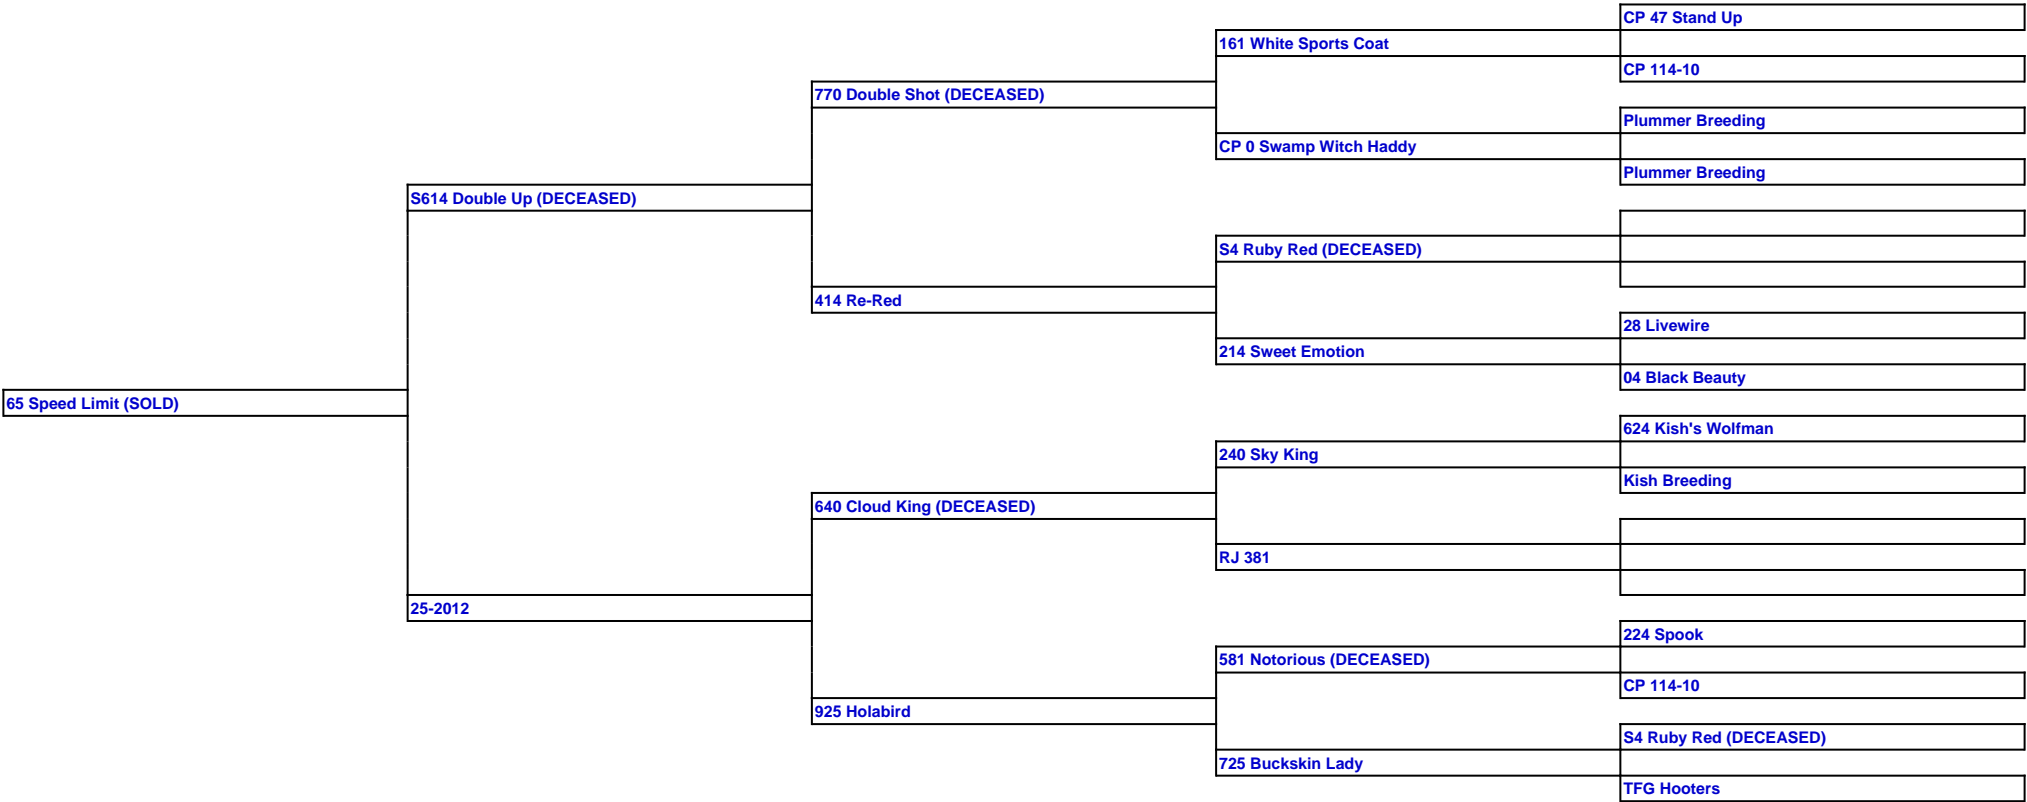 CP 47 Stand Up
161 White Sports Coat
CP 114-10
770 Double Shot (DECEASED)
Plummer Breeding
CP 0 Swamp Witch Haddy
Plummer Breeding
S614 Double Up (DECEASED)
S4 Ruby Red (DECEASED)
414 Re-Red
28 Livewire
214 Sweet Emotion
04 Black Beauty
65 Speed Limit (SOLD)
624 Kish's Wolfman
240 Sky King
Kish Breeding
640 Cloud King (DECEASED)
RJ 381
25-2012
224 Spook
581 Notorious (DECEASED)
CP 114-10
925 Holabird
S4 Ruby Red (DECEASED)
725 Buckskin Lady
TFG Hooters